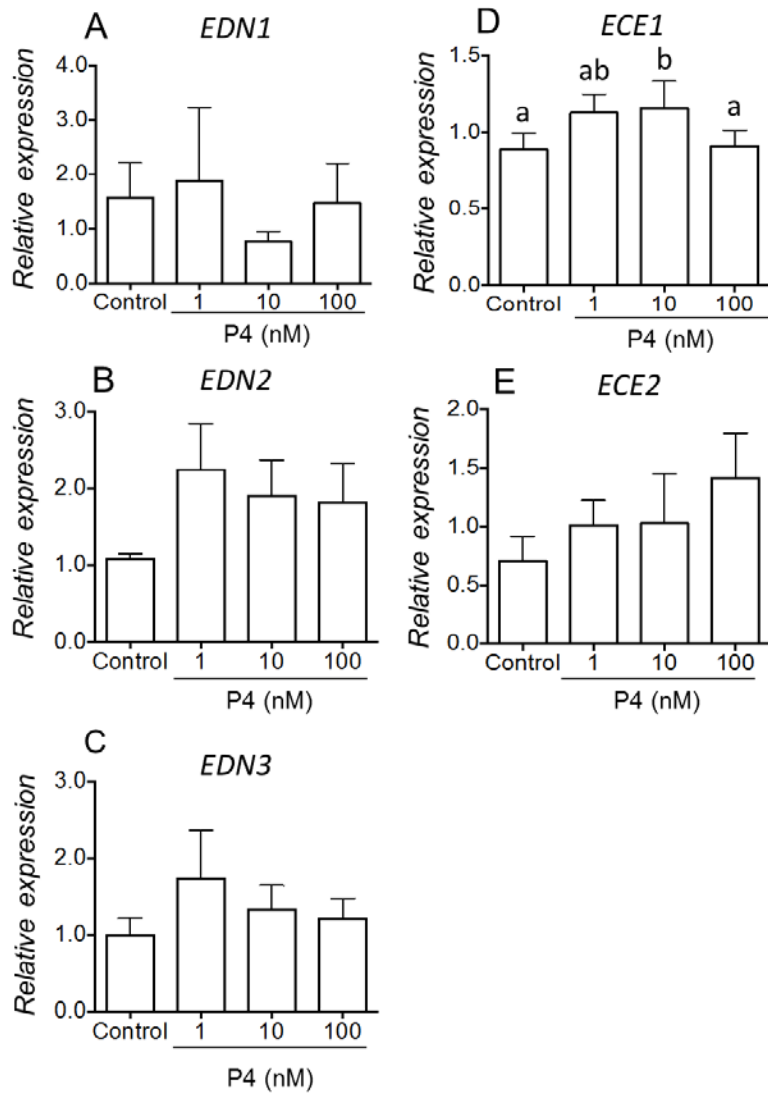 A
EDN1
Relative expression
4.0
3.0
2.0
1.0
0.0
Control 1 10 100
P4 (nM)
B
EDN2
Relative expression
3.0
2.0
1.0
0.0
Control 1 10 100
P4 (nM)
C
EDN3
Relative expression
3.0
2.0
1.0
0.0
Control 1 10 100
P4 (nM)
D
ECE1
Relative expression
1.5
1.0
0.5
0.0
a ab b a
Control 1 10 100
P4 (nM)
E
ECE2
Relative expression
2.0
1.5
1.0
0.5
0.0
Control 1 10 100
P4 (nM)